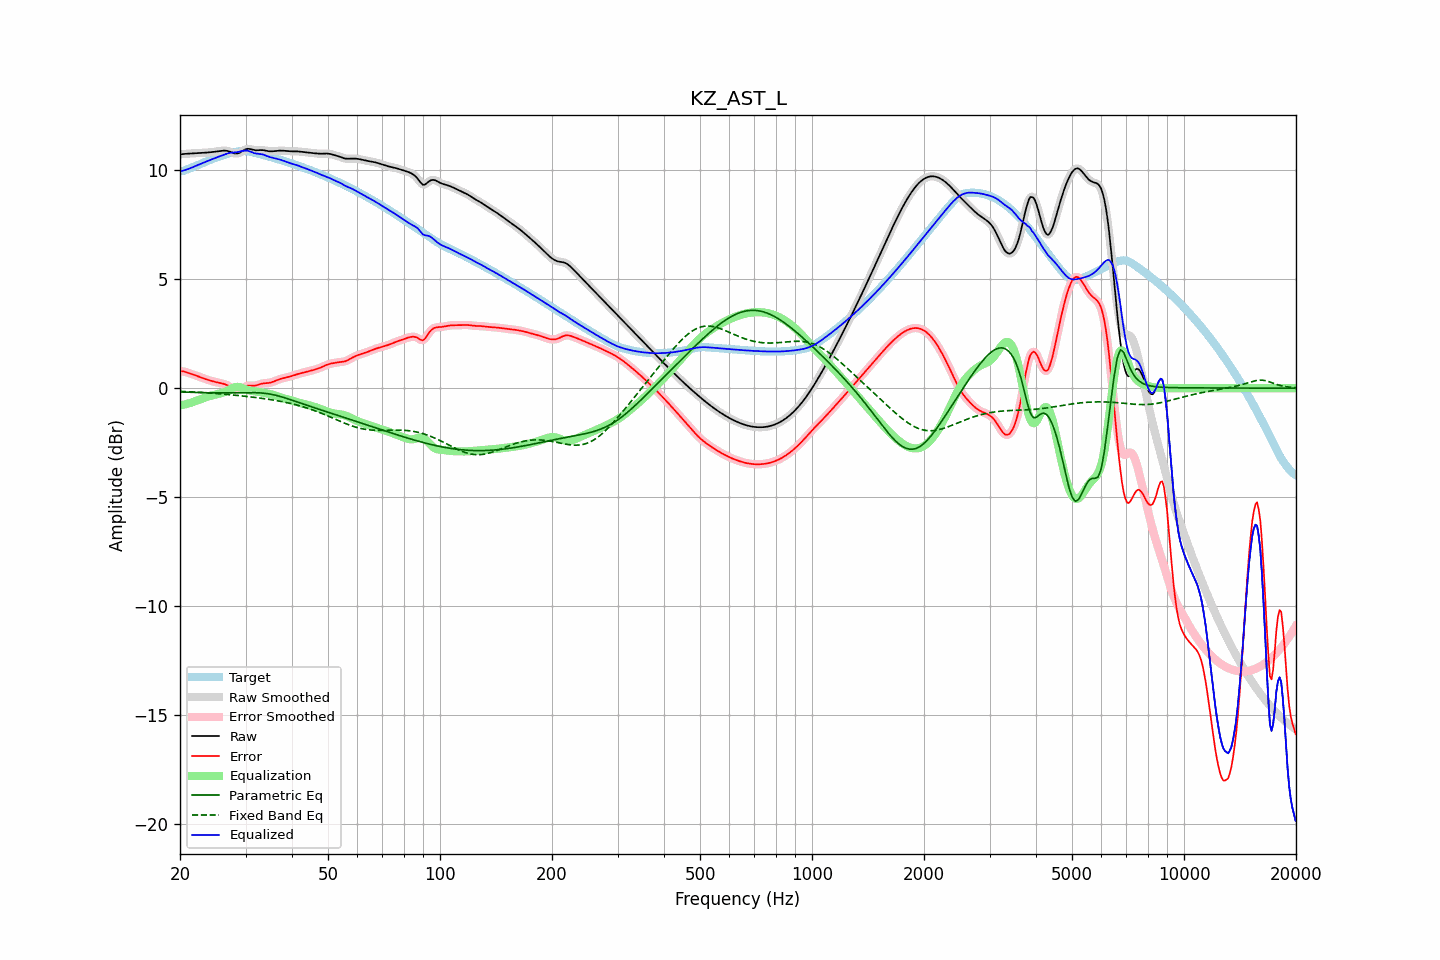 KZ_AST_L
10
5
0
−5
−10
−15
−20
Amplitude (dBr)
Target
Raw Smoothed
Error Smoothed
Raw
Error
Equalization
Parametric Eq
Fixed Band Eq
Equalized
20 50 100 200 500 1000 2000 5000 10000 20000
Frequency (Hz)